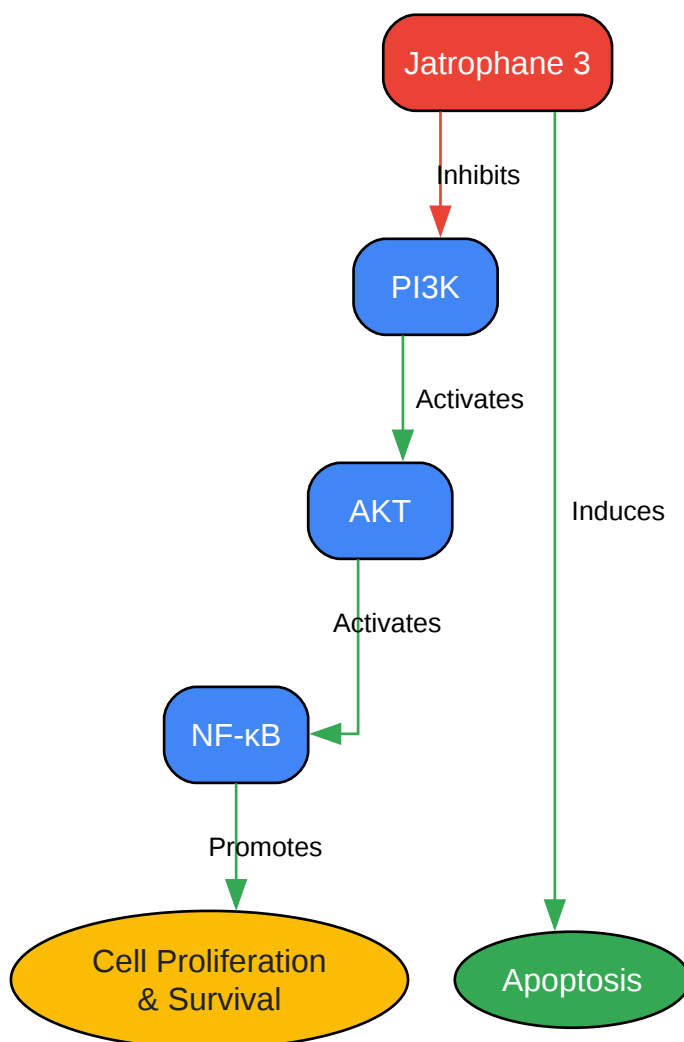 Jatrophane 3
Inhibits
PI3K
Activates
AKT
Induces
Activates
NF-κB
Promotes
Cell Proliferation
& Survival
Apoptosis